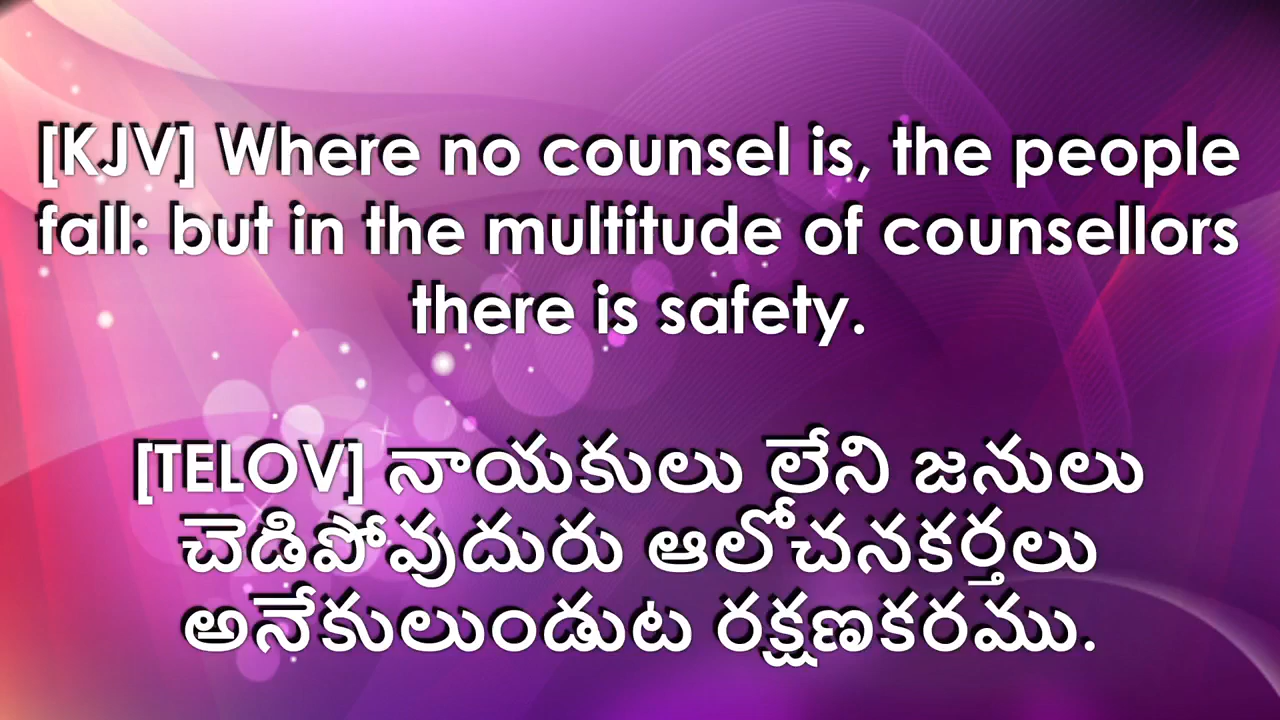 [KJV] Where no counsel is, the people
fall: but in the multitude of counsellors
there is safety.
[TELOV] నాయకులు లేని జనులు
చెడిపోవుదురు ఆలోచనకర్తలు
అనేకులుండుట రక్షణకరము.